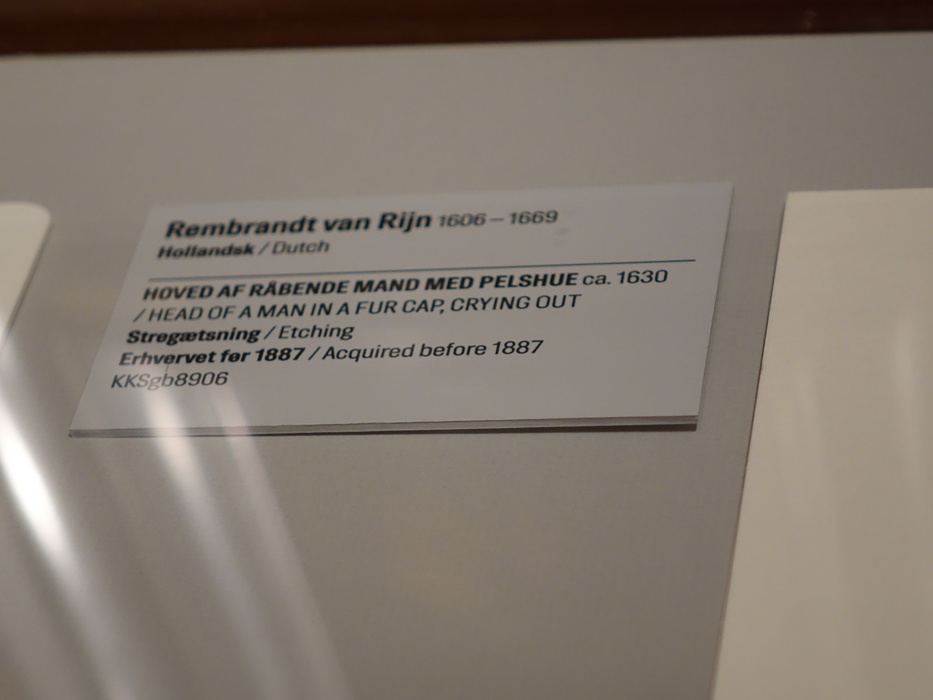 Rembrandt van Rijn 1606 – 1669
Hollandsk / Dutch
HOVED AF RÅBENDE MAND MED PELSHUE ca. 1630
/ HEAD OF A MAN IN A FUR CAP, CRYING OUT
Stregætsning / Etching
Erhvervet før 1887 / Acquired before 1887
KKSgb8906